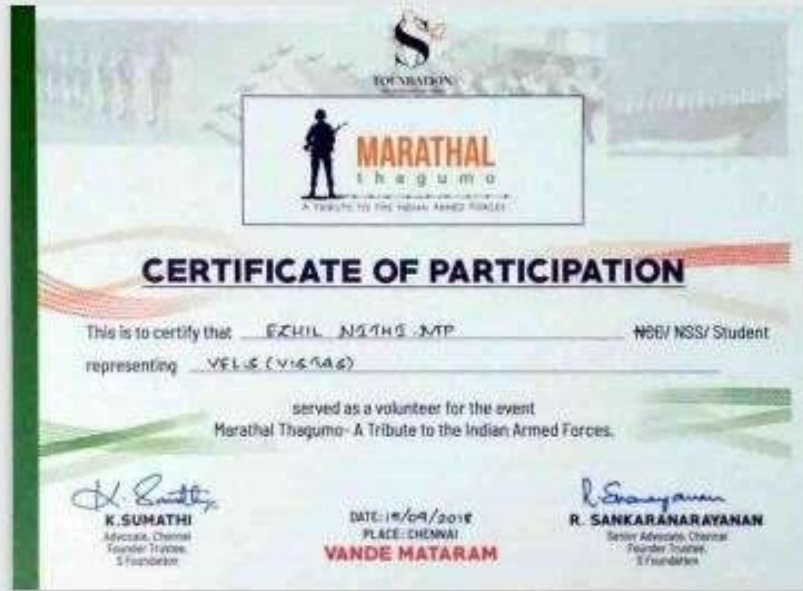 S
FOUNDATION
MARATHAL
thagumo
A TRIBUTE TO THE INDIAN ARMED FORCES
CERTIFICATE OF PARTICIPATION
This is to certify that EZHIL NITHI .MP NCC/ NSS/ Student
representing VELS (VISTAS)
served as a volunteer for the event
Marathal Thagumo- A Tribute to the Indian Armed Forces.
K.SUMATHI
Advocate, Chennai
Founder Trustee,
S Foundation
DATE: /09/2018
PLACE: CHENNAI
VANDE MATARAM
R. SANKARANARAYANAN
Senior Advocate, Chennai
Founder Trustee,
S Foundation